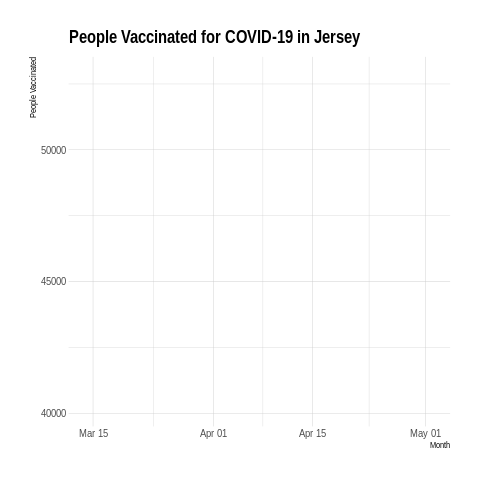 People Vaccinated for COVID-19 in Jersey
People Vaccinated
50000
45000
40000
Mar 15
Apr 01
Apr 15
May 01
Month